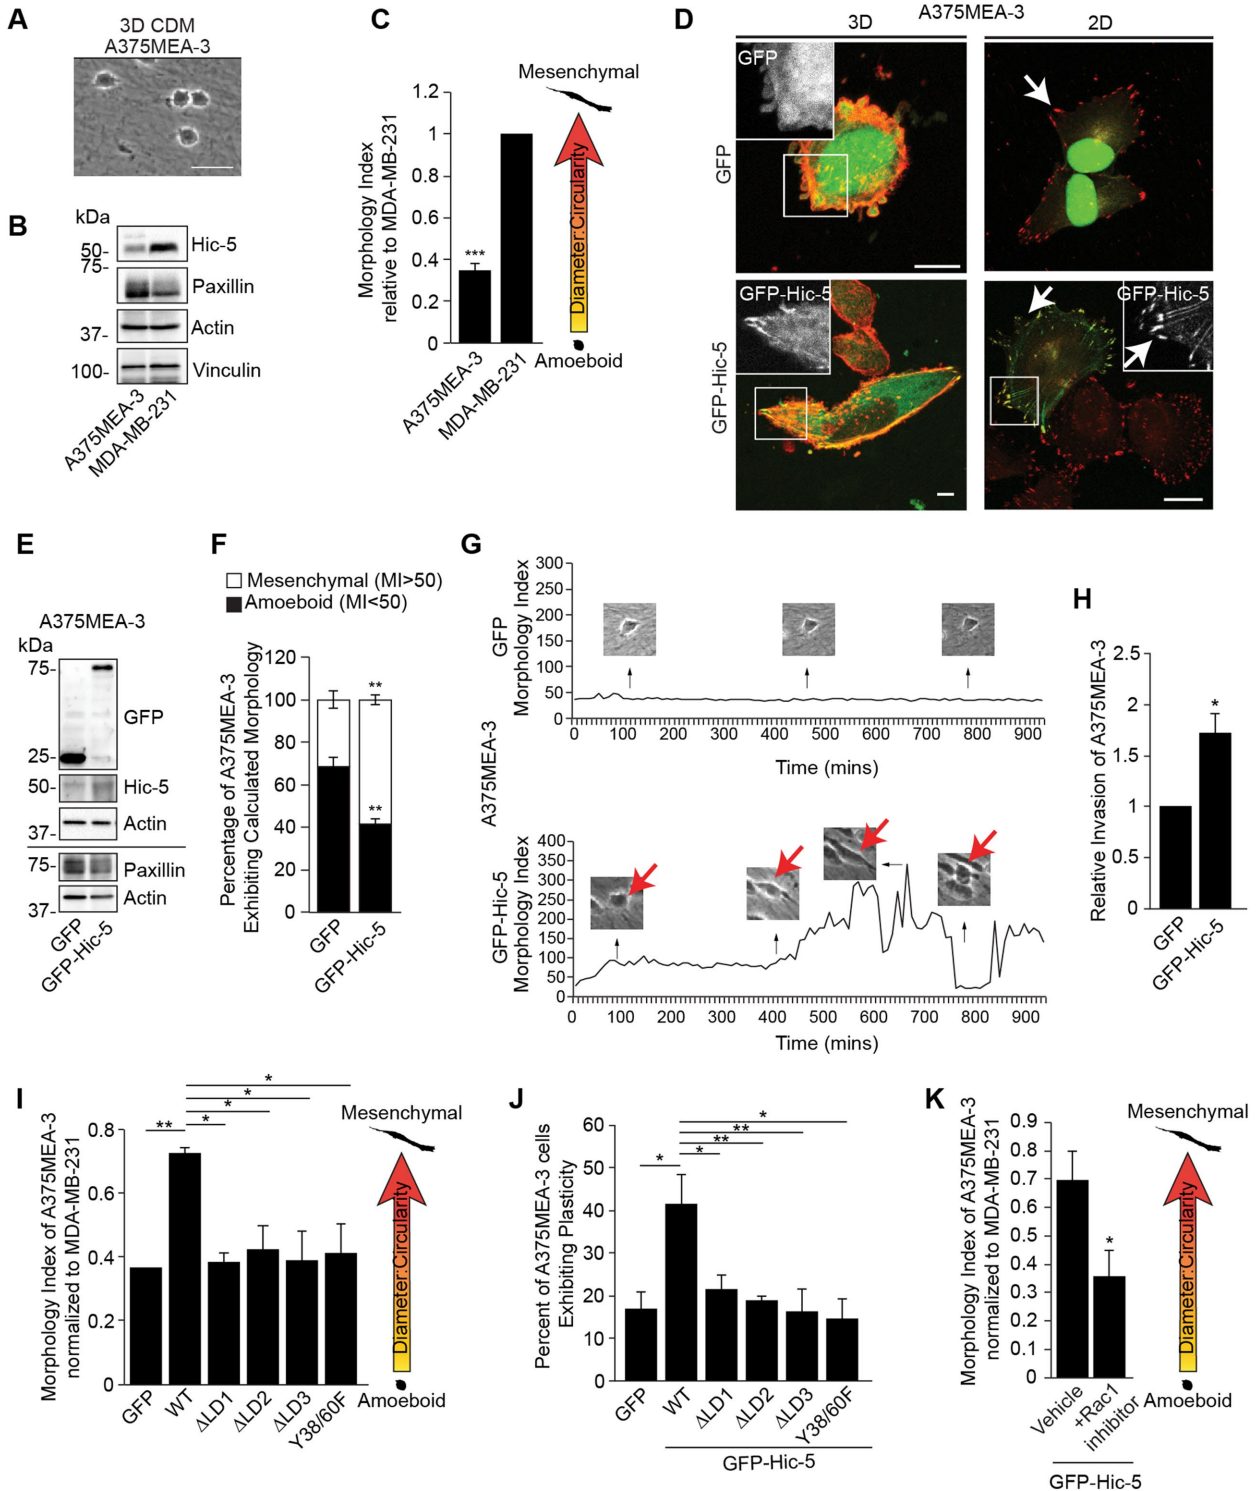 A
3D CDM
A375MEA-3
B
kDa
50-
75-
37-
100-
Hic-5
Paxillin
Actin
Vinculin
A375MEA-3
MDA-MB-231
C
Morphology Index
relative to MDA-MB-231
1.2
1
0.8
0.6
0.4
0.2
0
***
A375MEA-3
MDA-MB-231
Mesenchymal
Diameter:Circularity
Amoeboid
D
A375MEA-3
3D
2D
GFP
GFP
GFP-Hic-5
GFP-Hic-5
GFP-Hic-5
E
A375MEA-3
kDa
75-
25-
50-
37-
75-
37-
GFP
Hic-5
Actin
Paxillin
Actin
GFP
GFP-Hic-5
F
Mesenchymal (MI>50)
Amoeboid (MI<50)
Percentage of A375MEA-3
Exhibiting Calculated Morphology
120
100
80
60
40
20
0
**
**
GFP
GFP-Hic-5
G
A375MEA-3
GFP
Morphology Index
300
250
200
150
100
50
0
0 100 200 300 400 500 600 700 800 900
Time (mins)
GFP-Hic-5
Morphology Index
400
350
300
250
200
150
100
50
0
0 100 200 300 400 500 600 700 800 900
Time (mins)
H
Relative Invasion of A375MEA-3
2.5
2
1.5
1
0.5
0
*
GFP
GFP-Hic-5
I
Morphology Index of A375MEA-3
normalized to MDA-MB-231
0.8
0.6
0.4
0.2
0
*
*
*
** *
GFP
WT
ΔLD1
ΔLD2
ΔLD3
Y38/60F
Mesenchymal
Diameter:Circularity
Amoeboid
J
Percent of A375MEA-3 cells
Exhibiting Plasticity
60
50
40
30
20
10
0
*
**
**
* *
GFP
WT
ΔLD1
ΔLD2
ΔLD3
Y38/60F
GFP-Hic-5
K
Morphology Index of A375MEA-3
normalized to MDA-MB-231
0.9
0.8
0.7
0.6
0.5
0.4
0.3
0.2
0.1
0
*
Vehicle
+Rac1
inhibitor
GFP-Hic-5
Mesenchymal
Diameter:Circularity
Amoeboid